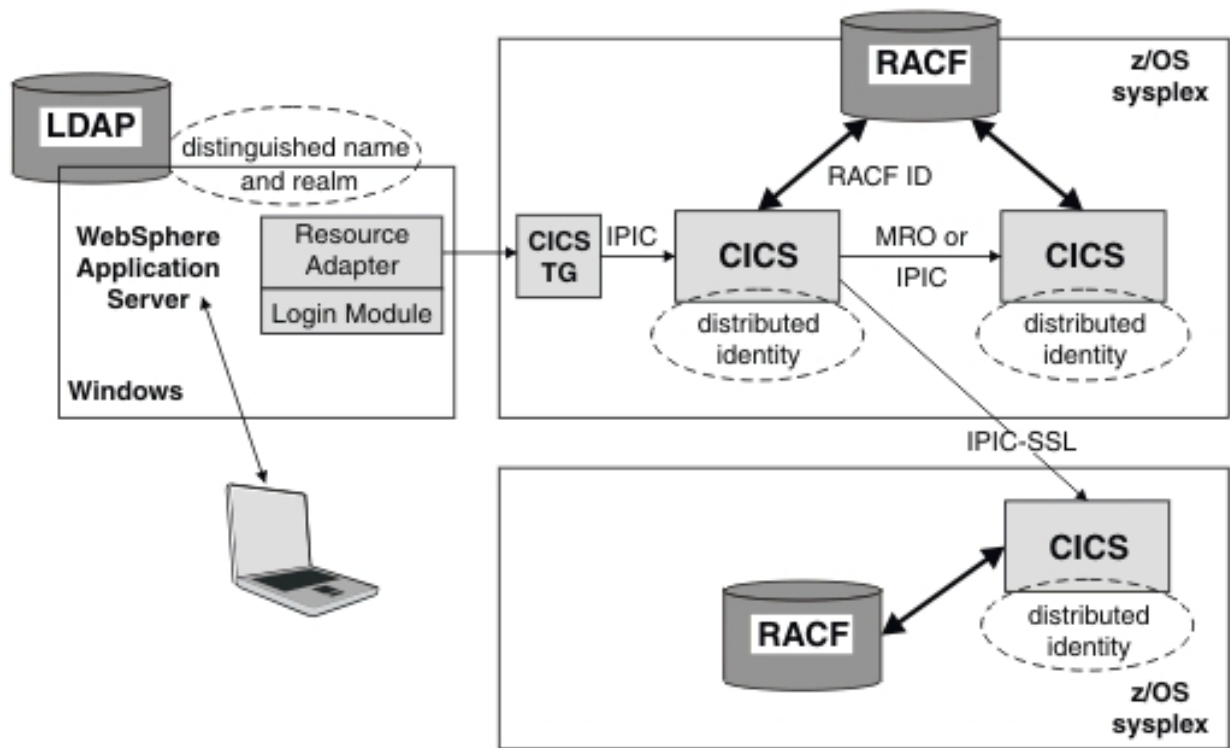 LDAP
distinguished name
and realm
WebSphere
Application
Server
Resource
Adapter
Login Module
Windows
RACF
z/OS
sysplex
RACF ID
CICS
TG
IPIC
CICS
MRO or
IPIC
CICS
distributed
identity
distributed
identity
IPIC-SSL
CICS
distributed
identity
RACF
z/OS
sysplex